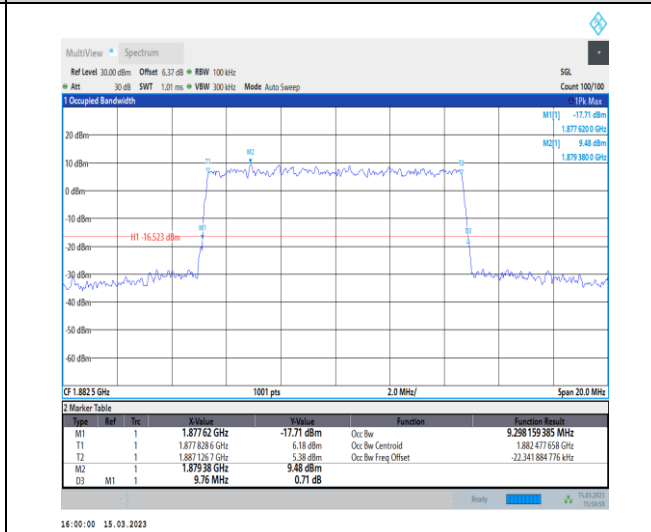 MultiView Spectrum
Ref Level 30.00 dBm Offset 6.37 dB RBW 100 kHz SGL
Att 30 dB SWT 1.01 ms VBW 300 kHz Mode Auto Sweep Count 100/100
1 Occupied Bandwidth 1Pk Max
M1[1] -17.71 dBm
1.877 620 0 GHz
M2[1] 9.48 dBm
1.879 380 0 GHz
20 dBm
M2
T1
T2
10 dBm
0 dBm
-10 dBm
M1
D3
H1 -16.523 dBm
-20 dBm
-30 dBm
-40 dBm
-50 dBm
-60 dBm
CF 1.882 5 GHz 1001 pts 2.0 MHz/ Span 20.0 MHz
2 Marker Table
Type Ref Trc X-Value Y-Value Function Function Result
M1 1 1.877 62 GHz -17.71 dBm Occ Bw 9.298 159 385 MHz
T1 1 1.877 828 6 GHz 6.18 dBm Occ Bw Centroid 1.882 477 658 GHz
T2 1 1.887 126 7 GHz 5.38 dBm Occ Bw Freq Offset -22.341 884 776 kHz
M2 1 1.879 38 GHz 9.48 dBm
D3 M1 1 9.76 MHz 0.71 dB
Ready 15.03.2023
15:59:59
16:00:00 15.03.2023